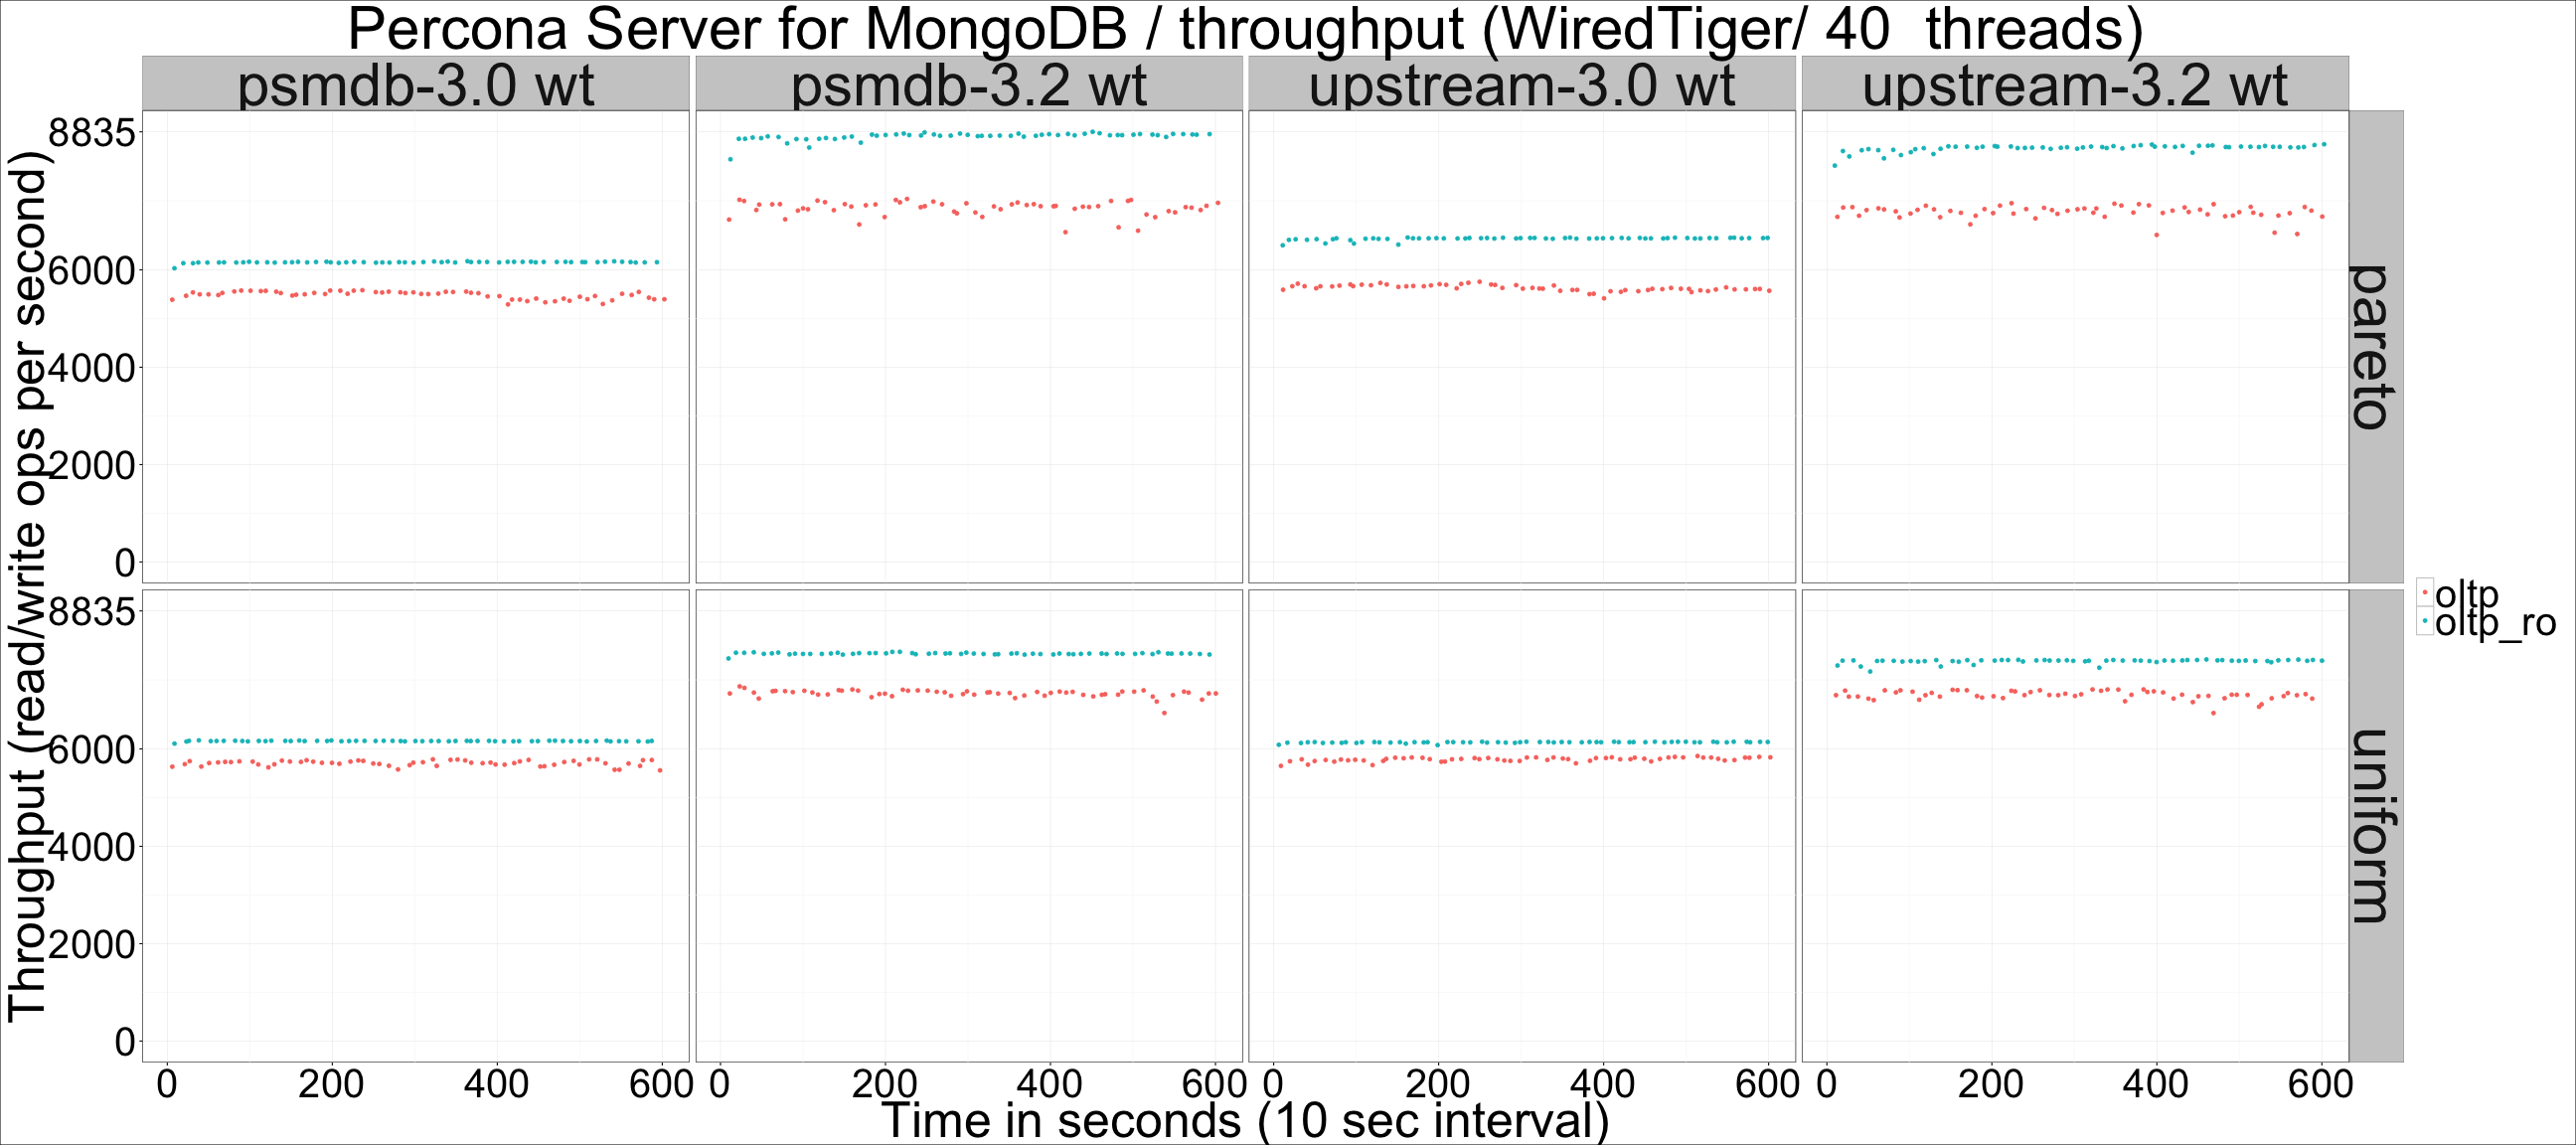 Percona Server for MongoDB / throughput (WiredTiger/ 40  threads)
psmdb-3.0 wt
psmdb-3.2 wt
upstream-3.0 wt
upstream-3.2 wt
Throughput (read/write ops per second)
8835
6000
4000
2000
0
pareto
8835
6000
4000
2000
0
uniform
oltp
oltp_ro
0 200 400 600
0 200 400 600
0 200 400 600
0 200 400 600
Time in seconds (10 sec interval)